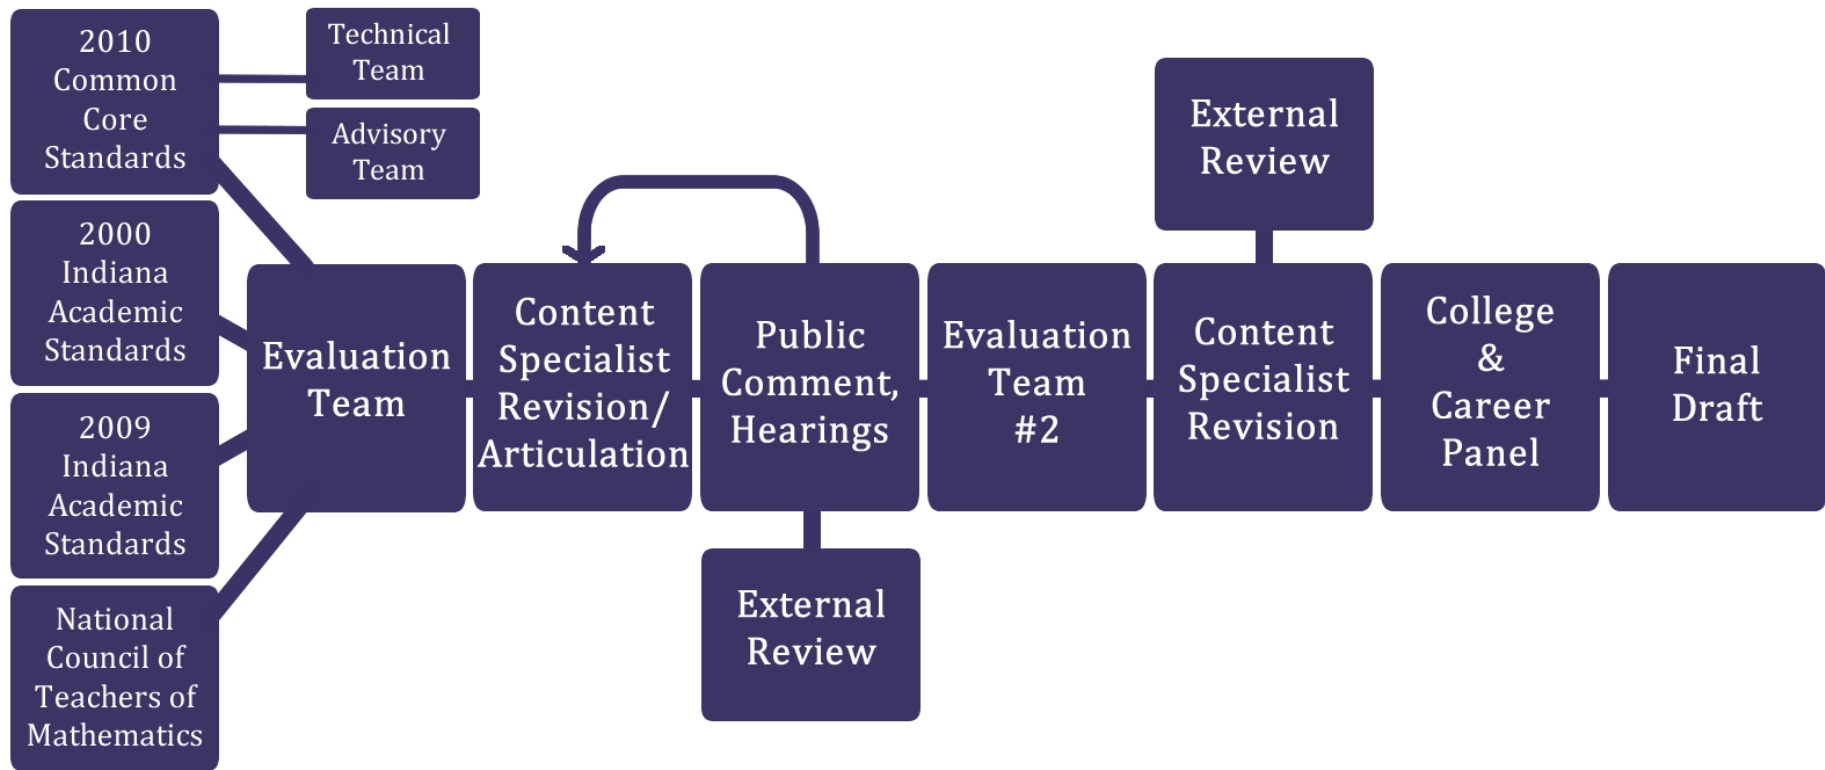 2010
Common
Core
Standards
Technical
Team
Advisory
Team
2000
Indiana
Academic
Standards
2009
Indiana
Academic
Standards
National
Council of
Teachers of
Mathematics
Evaluation
Team
Content
Specialist
Revision/
Articulation
Public
Comment,
Hearings
External
Review
Evaluation
Team
#2
External
Review
Content
Specialist
Revision
College
&
Career
Panel
Final
Draft